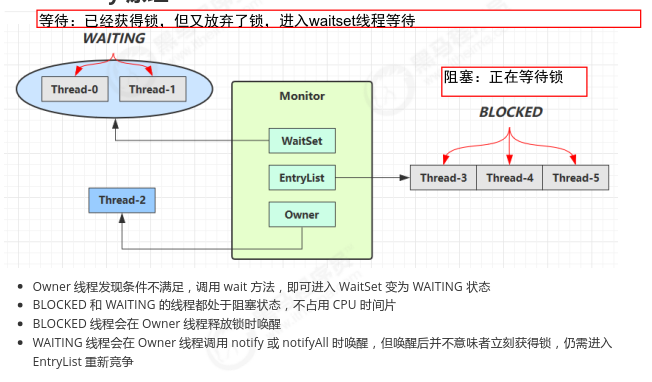 等待：已经获得锁，但又放弃了锁，进入waitset线程等待
WAITING
Thread-0 Thread-1
阻塞：正在等待锁
Monitor
BLOCKED
WaitSet
EntryList
Thread-3 Thread-4 Thread-5
Thread-2
Owner
Owner 线程发现条件不满足，调用 wait 方法，即可进入 WaitSet 变为 WAITING 状态
BLOCKED 和 WAITING 的线程都处于阻塞状态，不占用 CPU 时间片
BLOCKED 线程会在 Owner 线程释放锁时唤醒
WAITING 线程会在 Owner 线程调用 notify 或 notifyAll 时唤醒，但唤醒后并不意味者立刻获得锁，仍需进入
EntryList 重新竞争